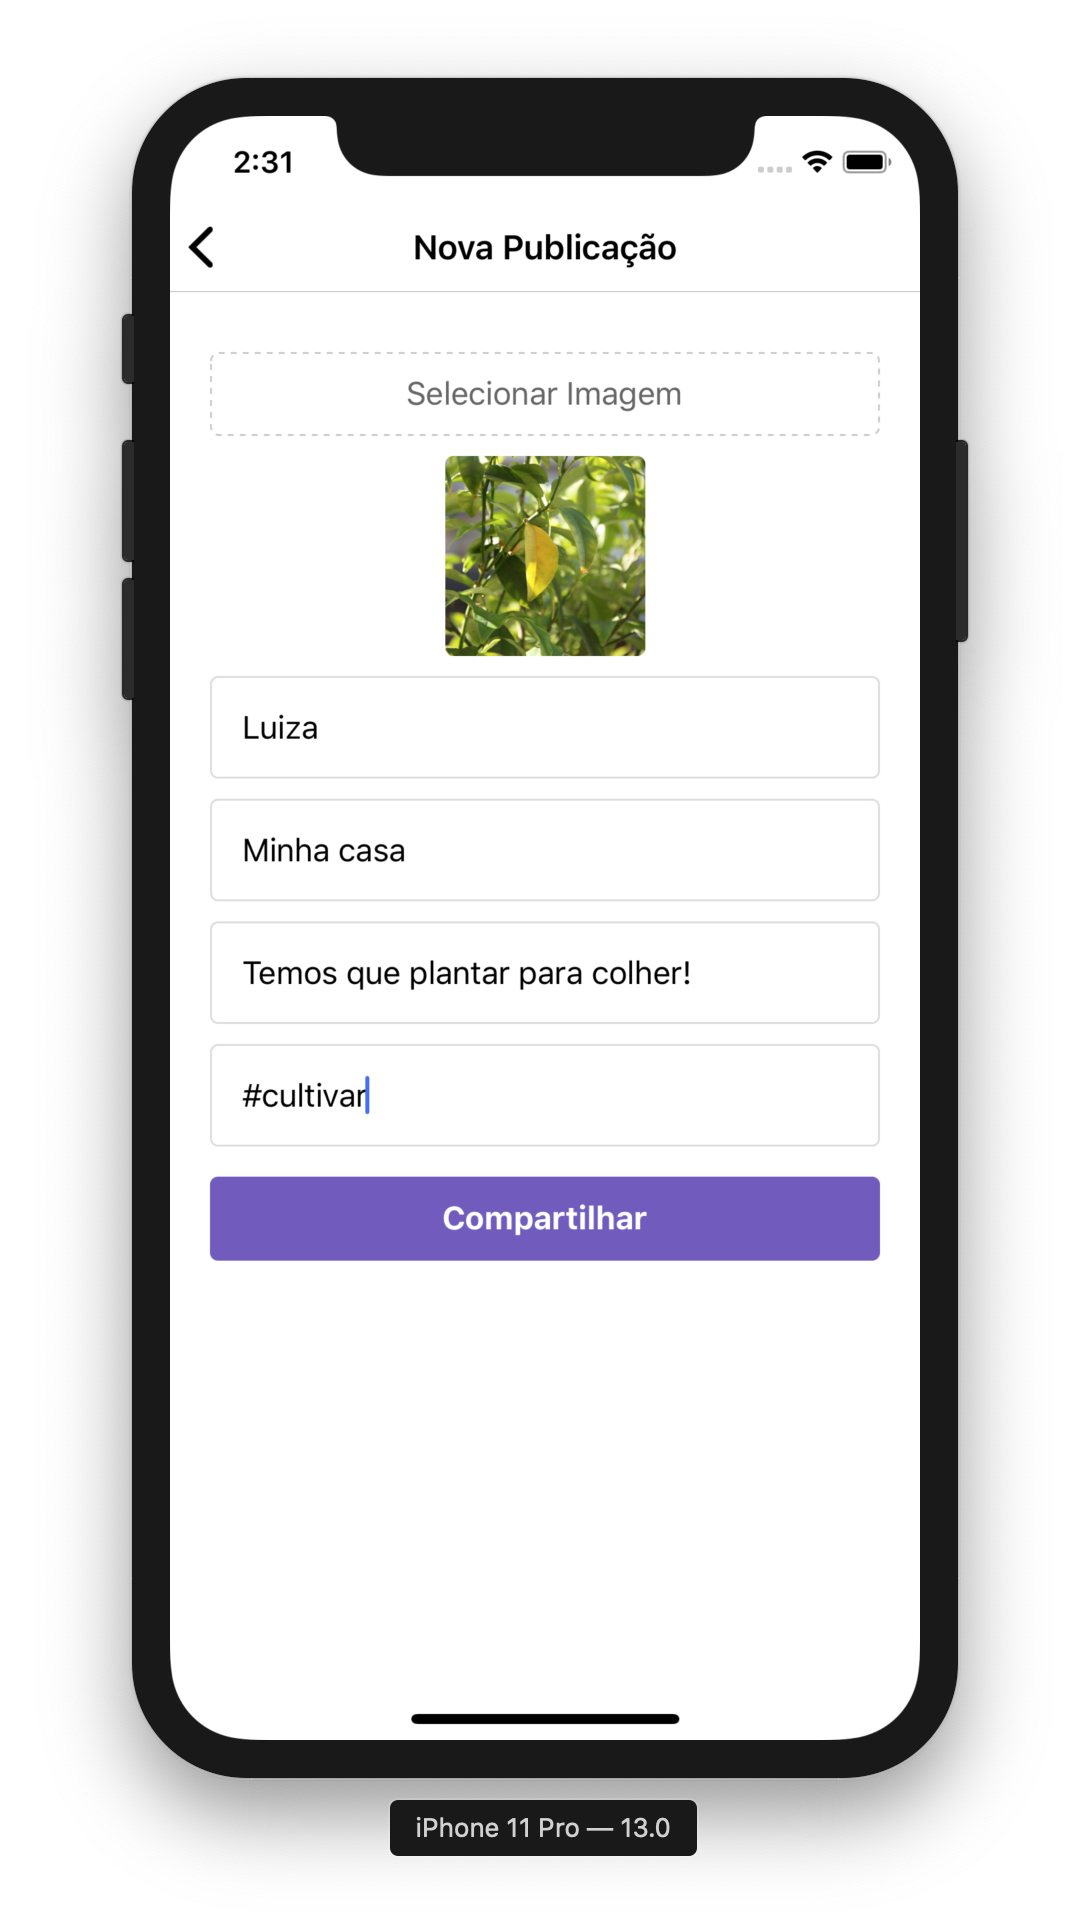 2:31
Nova Publicação
Selecionar Imagem
Luiza
Minha casa
Temos que plantar para colher!
#cultivar
Compartilhar
iPhone 11 Pro — 13.0